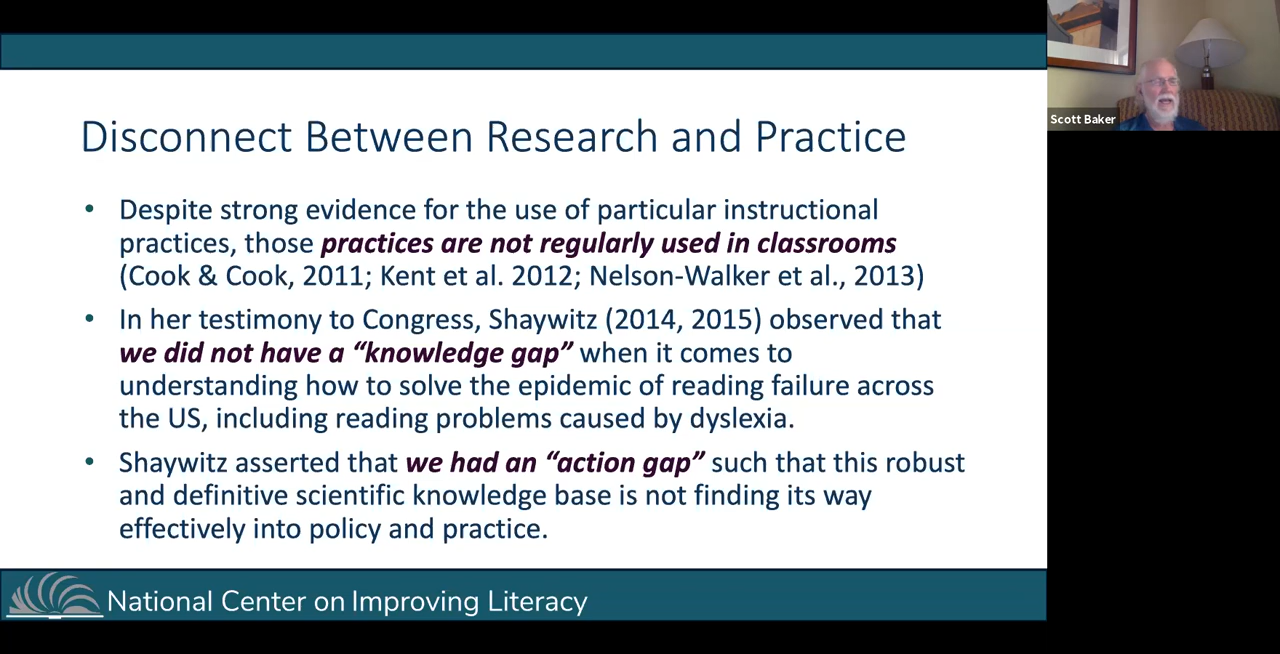 Disconnect Between Research and Practice
• Despite strong evidence for the use of particular instructional
practices, those practices are not regularly used in classrooms
(Cook & Cook, 2011; Kent et al. 2012; Nelson-Walker et al., 2013)
• In her testimony to Congress, Shaywitz (2014, 2015) observed that
we did not have a “knowledge gap” when it comes to
understanding how to solve the epidemic of reading failure across
the US, including reading problems caused by dyslexia.
• Shaywitz asserted that we had an “action gap” such that this robust
and definitive scientific knowledge base is not finding its way
effectively into policy and practice.
National Center on Improving Literacy
Scott Baker